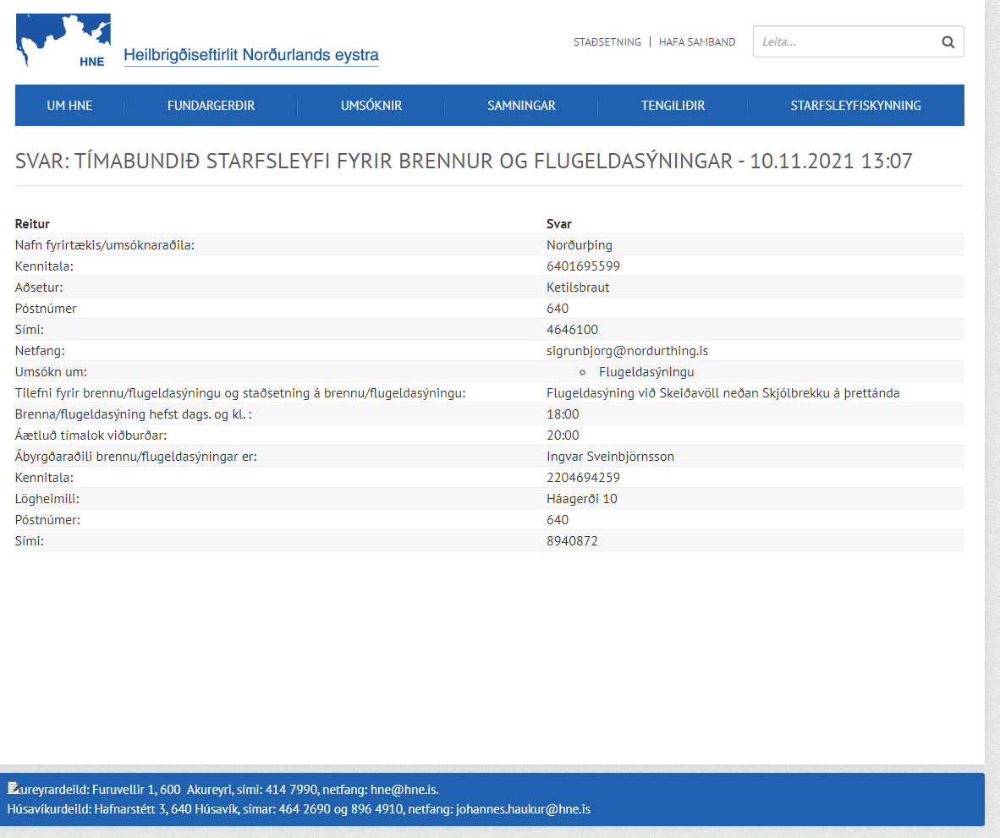 HNE
Heilbrigðiseftirlit Norðurlands eystra
STAÐSETNING | HAFA SAMBAND
Leita...
UM HNE FUNDARGERÐIR UMSÓKNIR SAMNINGAR TENGILIÐIR STARFSLEYFISKYNNING
SVAR: TÍMABUNDIÐ STARFSLEYFI FYRIR BRENNUR OG FLUGELDASÝNINGAR - 10.11.2021 13:07
Reitur Svar
Nafn fyrirtækis/umsóknaraðila: Norðurþing
Kennitala: 6401695599
Aðsetur: Ketilsbraut
Póstnúmer 640
Sími: 4646100
Netfang: sigrunbjorg@nordurthing.is
Umsókn um: Flugeldasýningu
Tilefni fyrir brennu/flugeldasýningu og staðsetning á brennu/flugeldasýningu: Flugeldasýning við Skeiðavöll neðan Skjólbrekku á þrettánda
Brenna/flugeldasýning hefst dags. og kl. : 18:00
Áætluð tímalok viðburðar: 20:00
Ábyrgðaraðili brennu/flugeldasýningar er: Ingvar Sveinbjörnsson
Kennitala: 2204694259
Lögheimili: Háagerði 10
Póstnúmer: 640
Sími: 8940872
ureyrardeild: Furuvellir 1, 600 Akureyri, sími: 414 7990, netfang: hne@hne.is.
Húsavíkurdeild: Hafnarstétt 3, 640 Húsavík, símar: 464 2690 og 896 4910, netfang: johannes.haukur@hne.is